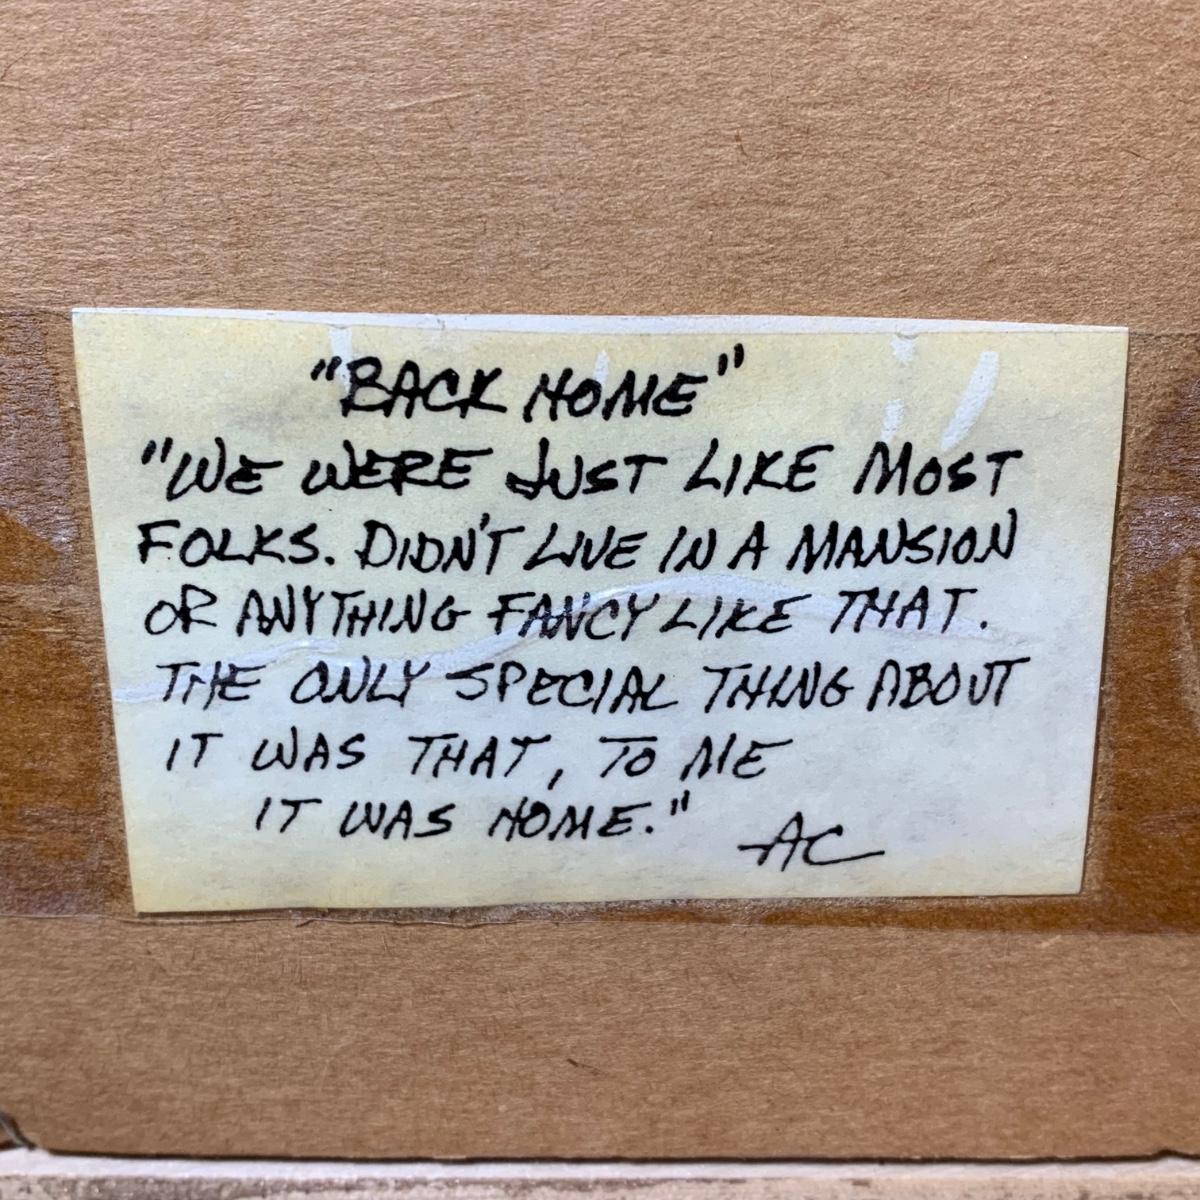 "BACK HOME"
"WE WERE JUST LIKE MOST
FOLKS. DIDN'T LIVE IN A MANSION
OR ANYTHING FANCY LIKE THAT.
THE ONLY SPECIAL THING ABOUT
IT WAS THAT, TO ME
IT WAS HOME."
AC